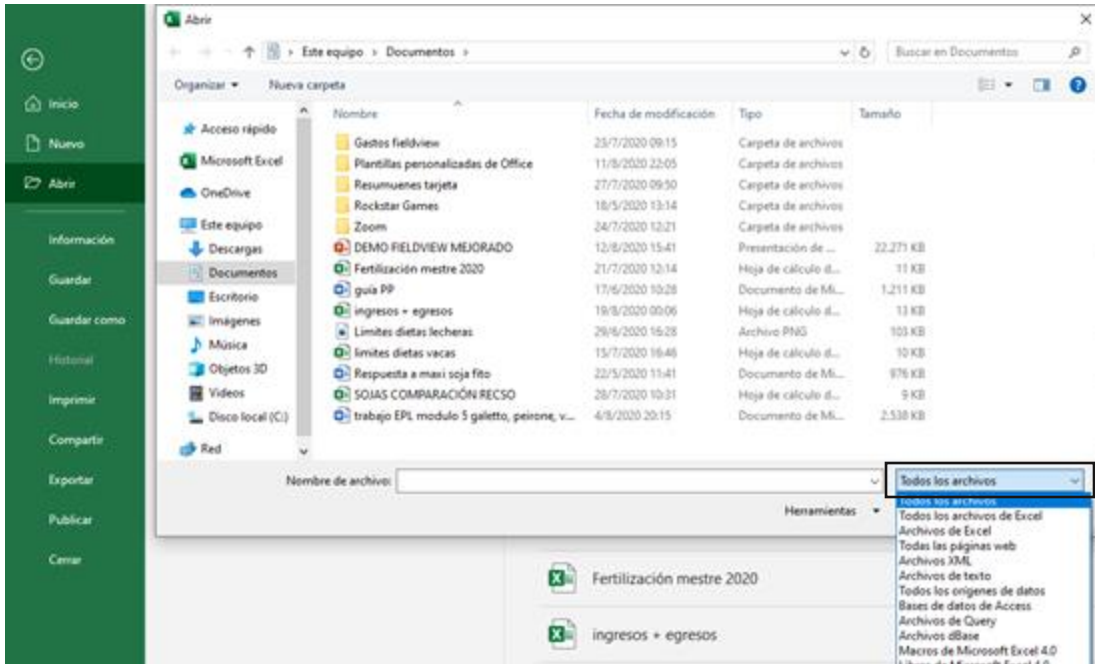 Abrir
Este equipo > Documentos >
Buscar en Documentos
Organizar
Nueva carpeta
Inicio
Nuevo
Abrir
Información
Guardar
Guardar como
Historial
Imprimir
Compartir
Exportar
Publicar
Cerrar
Acceso rápido
Microsoft Excel
OneDrive
Este equipo
Descargas
Documentos
Escritorio
Imágenes
Música
Objetos 3D
Videos
Disco local (C:)
Red
Nombre Fecha de modificación Tipo Tamaño
Gastos fieldview 23/7/2020 09:15 Carpeta de archivos
Plantillas personalizadas de Office 11/8/2020 22:05 Carpeta de archivos
Resumuenes tarjeta 27/7/2020 09:50 Carpeta de archivos
Rockstar Games 18/5/2020 13:14 Carpeta de archivos
Zoom 24/7/2020 12:21 Carpeta de archivos
DEMO FIELDVIEW MEJORADO 12/8/2020 15:41 Presentación de ... 22.271 KB
Fertilización mestre 2020 21/7/2020 12:14 Hoja de cálculo d... 11 KB
guía PP 17/6/2020 10:28 Documento de Mi... 1.211 KB
ingresos + egresos 19/8/2020 00:06 Hoja de cálculo d... 13 KB
Limites dietas lecheras 29/6/2020 16:28 Archivo PNG 103 KB
limites dietas vacas 15/7/2020 16:46 Hoja de cálculo d... 10 KB
Respuesta a maxi soja fito 22/5/2020 11:41 Documento de Mi... 976 KB
SOJAS COMPARACIÓN RECSO 28/7/2020 10:31 Hoja de cálculo d... 9 KB
trabajo EPL modulo 5 galetto, peirone, v... 4/8/2020 20:15 Documento de Mi... 2.538 KB
Nombre de archivo:
Todos los archivos
Herramientas
Todos los archivos
Todos los archivos de Excel
Archivos de Excel
Todas las páginas web
Archivos XML
Archivos de texto
Todos los orígenes de datos
Bases de datos de Access
Archivos de Query
Archivos dBase
Macros de Microsoft Excel 4.0
Libros de Microsoft Excel 4.0
Fertilización mestre 2020
ingresos + egresos